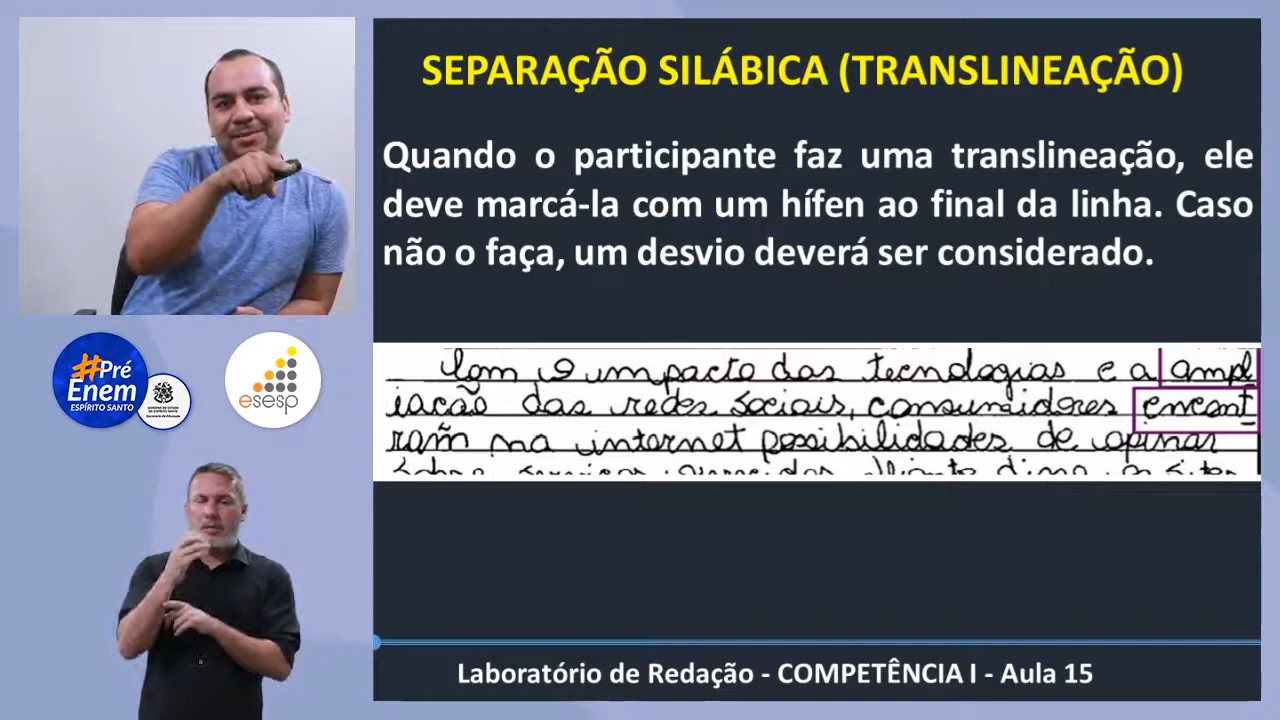 SEPARAÇÃO SILÁBICA (TRANSLINEAÇÃO)
Quando o participante faz uma translineação, ele
deve marcá-la com um hífen ao final da linha. Caso
não o faça, um desvio deverá ser considerado.
Com o impacto das tecnologias e a ampl
iacão das redes sociais, consumidores encont
ram na internet possibilidades de opinar
#Pré
Enem
ESPÍRITO SANTO
esesp
Laboratório de Redação - COMPETÊNCIA I - Aula 15